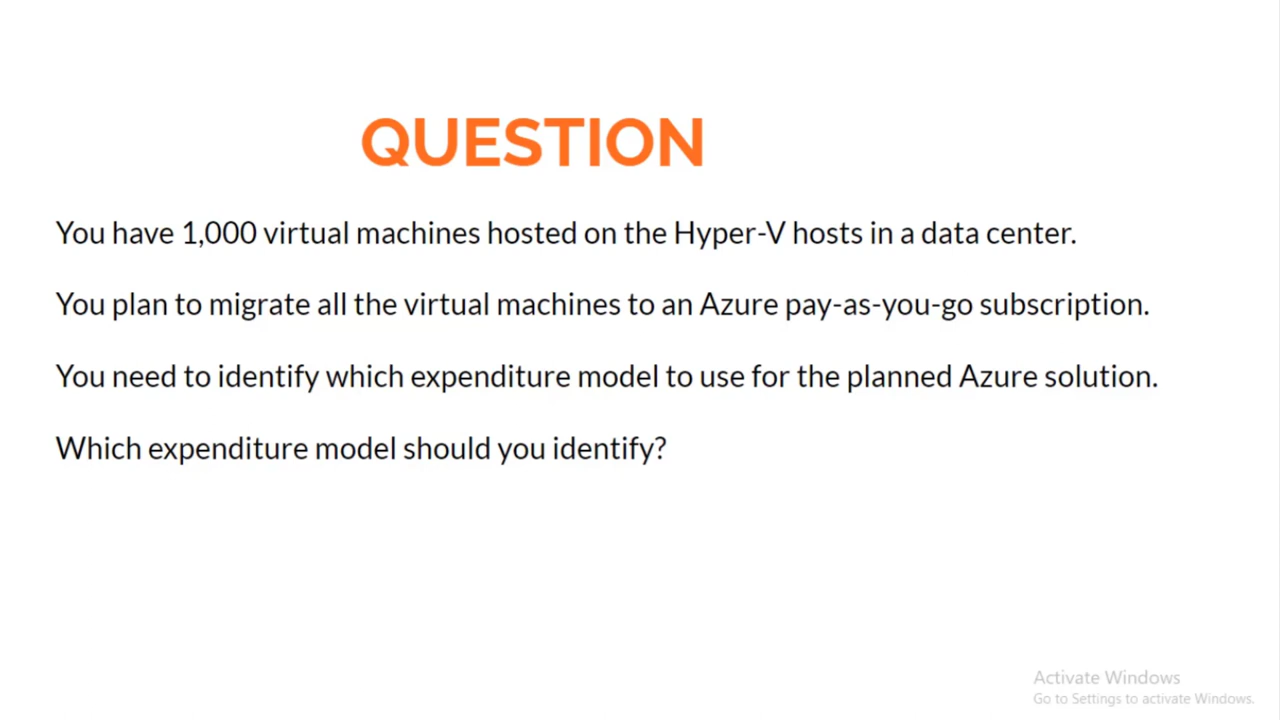 QUESTION
You have 1,000 virtual machines hosted on the Hyper-V hosts in a data center.
You plan to migrate all the virtual machines to an Azure pay-as-you-go subscription.
You need to identify which expenditure model to use for the planned Azure solution.
Which expenditure model should you identify?
Activate Windows
Go to Settings to activate Windows.